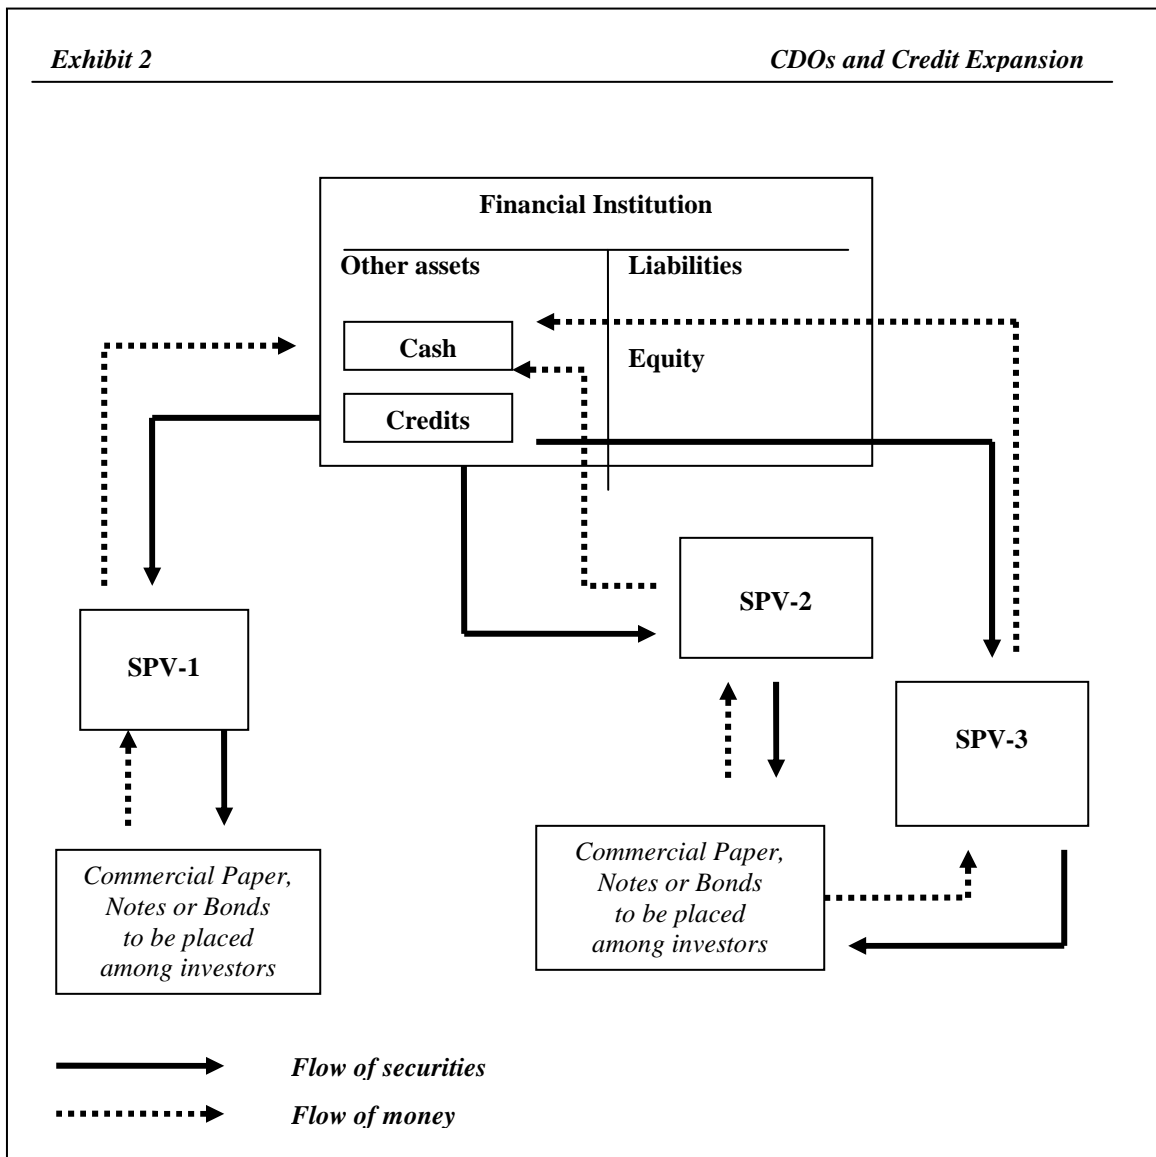 Exhibit 2
CDOs and Credit Expansion
Financial Institution
Other assets
Liabilities
Cash
Equity
Credits
SPV-2
SPV-1
SPV-3
Commercial Paper,
Notes or Bonds
to be placed
among investors
Commercial Paper,
Notes or Bonds
to be placed
among investors
Flow of securities
Flow of money